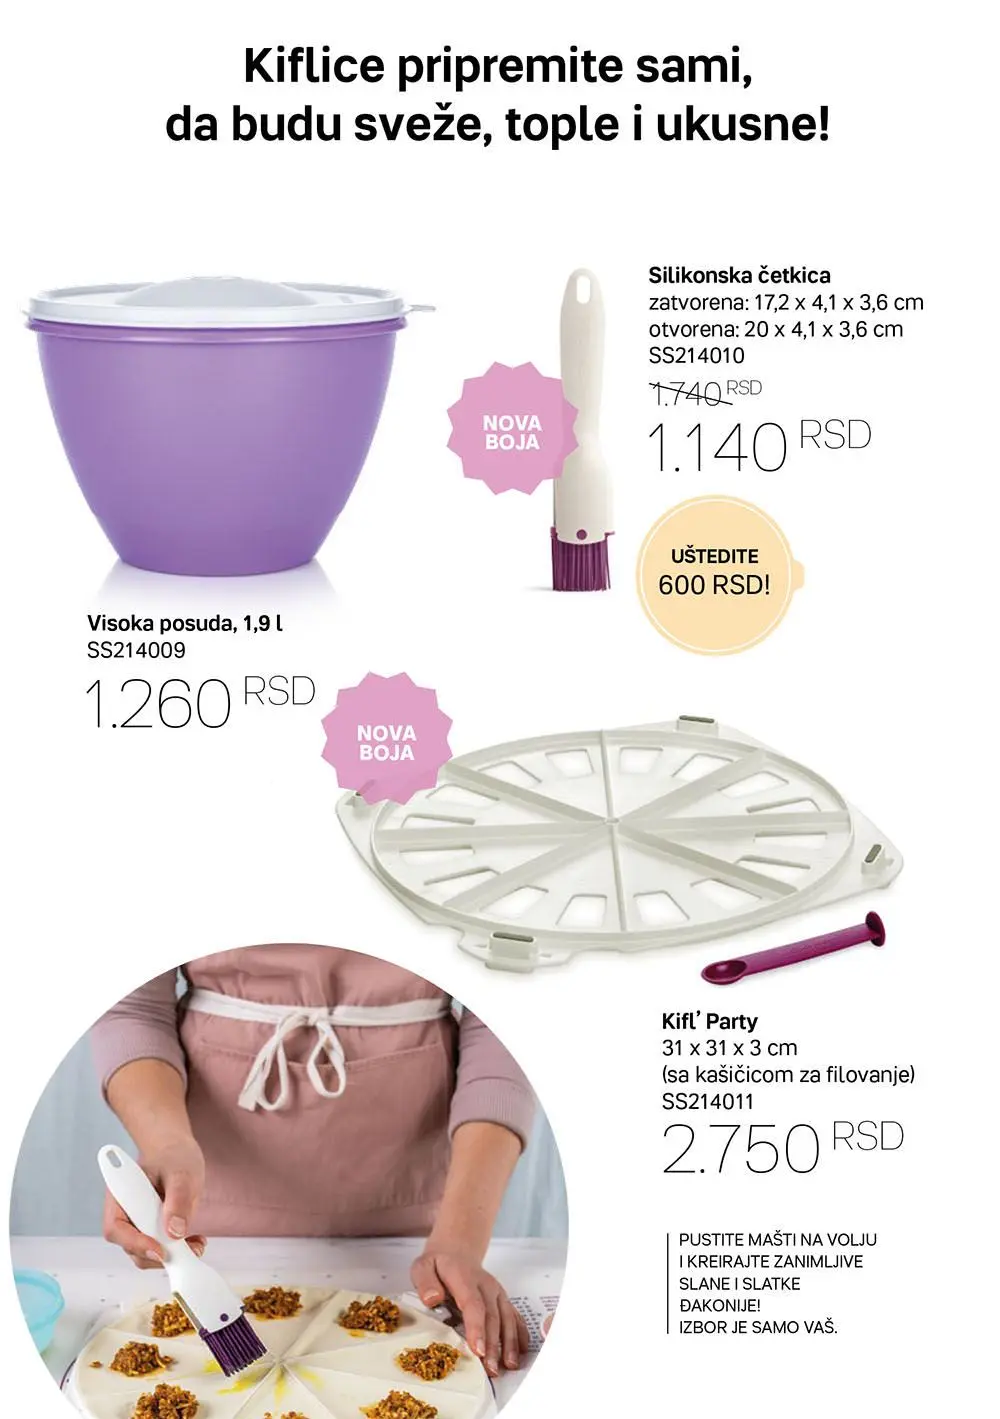 Kiflice pripremite sami,
da budu sveže, tople i ukusne!
Silikonska četkica
zatvorena: 17,2 x 4,1 x 3,6 cm
otvorena: 20 x 4,1 x 3,6 cm
SS214010
1.740 RSD
1.140 RSD
NOVA
BOJA
UŠTEDITE
600 RSD!
Visoka posuda, 1,9 l
SS214009
1.260 RSD
NOVA
BOJA
Kifl’ Party
31 x 31 x 3 cm
(sa kašičicom za filovanje)
SS214011
2.750 RSD
PUSTITE MAŠTI NA VOLJU
I KREIRAJTE ZANIMLJIVE
SLANE I SLATKE
ĐAKONIJE!
IZBOR JE SAMO VAŠ.